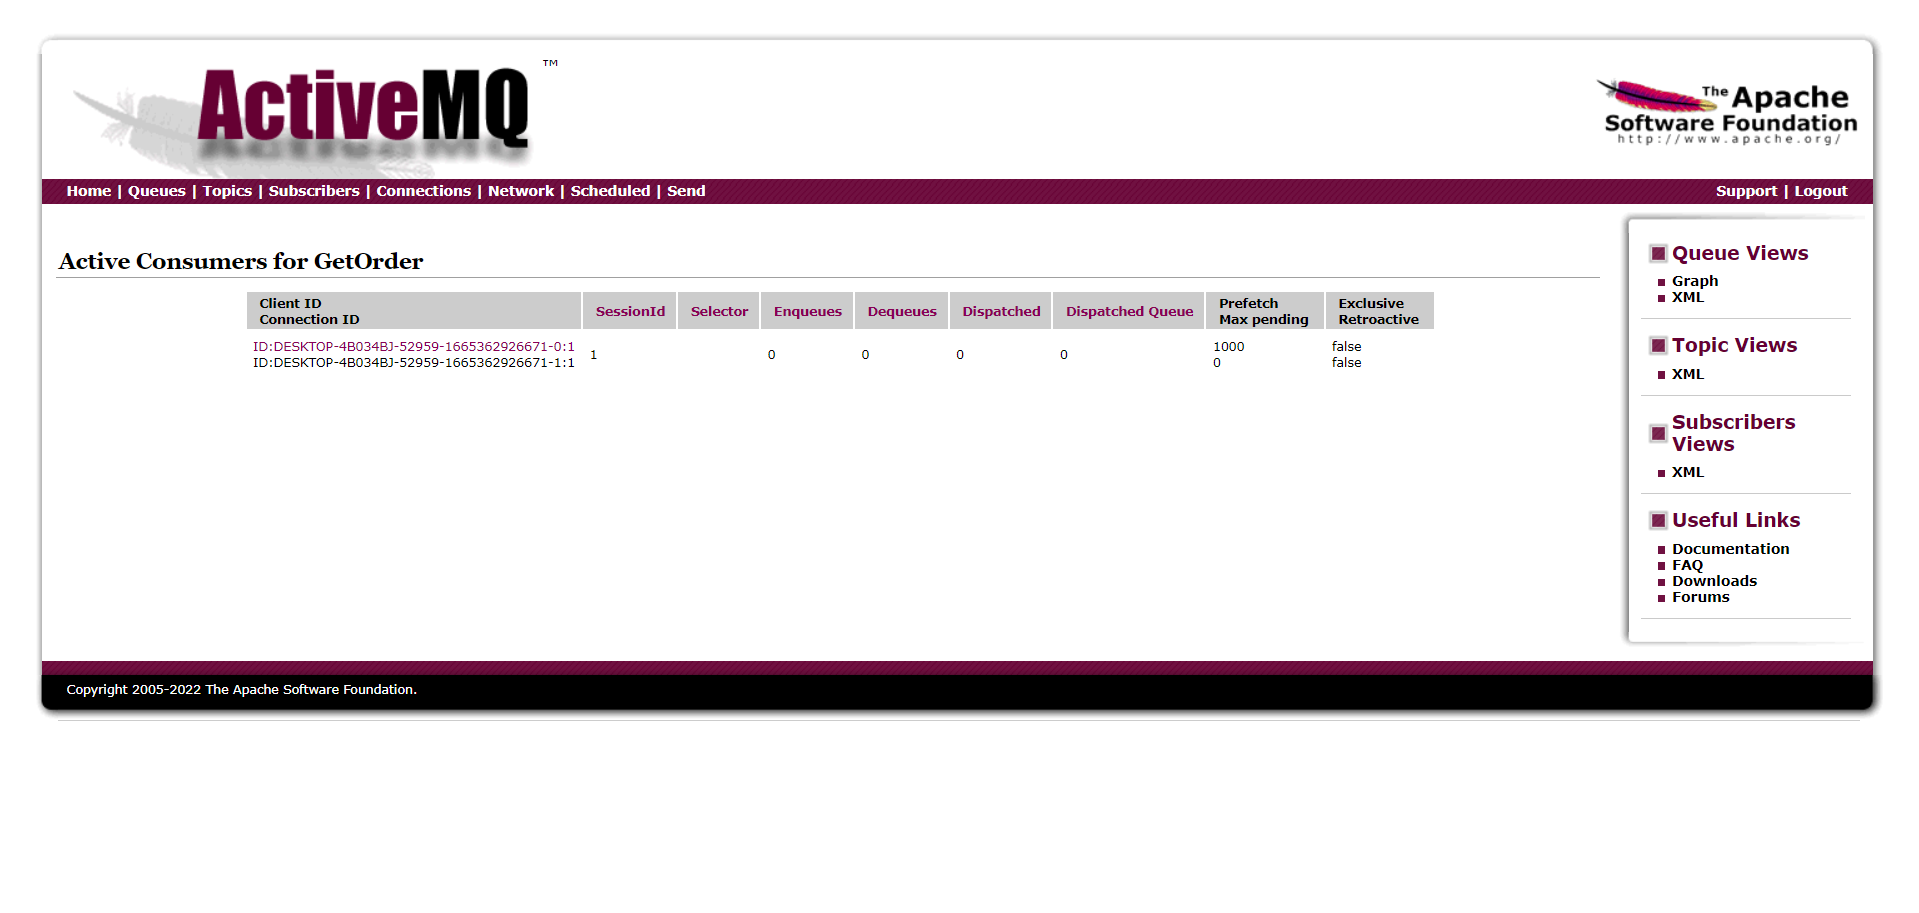 ActiveMQ ™
The Apache
Software Foundation
http://www.apache.org/
Home | Queues | Topics | Subscribers | Connections | Network | Scheduled | Send
Support | Logout
Active Consumers for GetOrder
Client ID
Connection ID
SessionId
Selector
Enqueues
Dequeues
Dispatched
Dispatched Queue
Prefetch
Max pending
Exclusive
Retroactive
ID:DESKTOP-4B034BJ-52959-1665362926671-0:1
ID:DESKTOP-4B034BJ-52959-1665362926671-1:1
1
0
0
0
0
1000
0
false
false
Queue Views
Graph
XML
Topic Views
XML
Subscribers
Views
XML
Useful Links
Documentation
FAQ
Downloads
Forums
Copyright 2005-2022 The Apache Software Foundation.